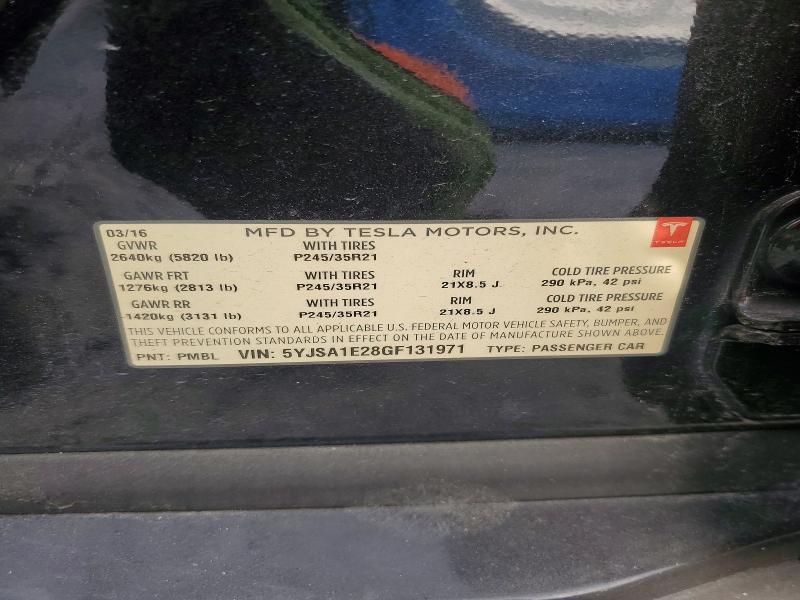 03/16 MFD BY TESLA MOTORS, INC.
TESLA
GVWR WITH TIRES
2640kg (5820 lb) P245/35R21
GAWR FRT WITH TIRES RIM COLD TIRE PRESSURE
1276kg (2813 lb) P245/35R21 21X8.5 J 290 kPa, 42 psi
GAWR RR WITH TIRES RIM COLD TIRE PRESSURE
1420kg (3131 lb) P245/35R21 21X8.5 J 290 kPa, 42 psi
THIS VEHICLE CONFORMS TO ALL APPLICABLE U.S. FEDERAL MOTOR VEHICLE SAFETY, BUMPER, AND
THEFT PREVENTION STANDARDS IN EFFECT ON THE DATE OF MANUFACTURE SHOWN ABOVE.
PNT: PMBL VIN: 5YJSA1E28GF131971 TYPE: PASSENGER CAR